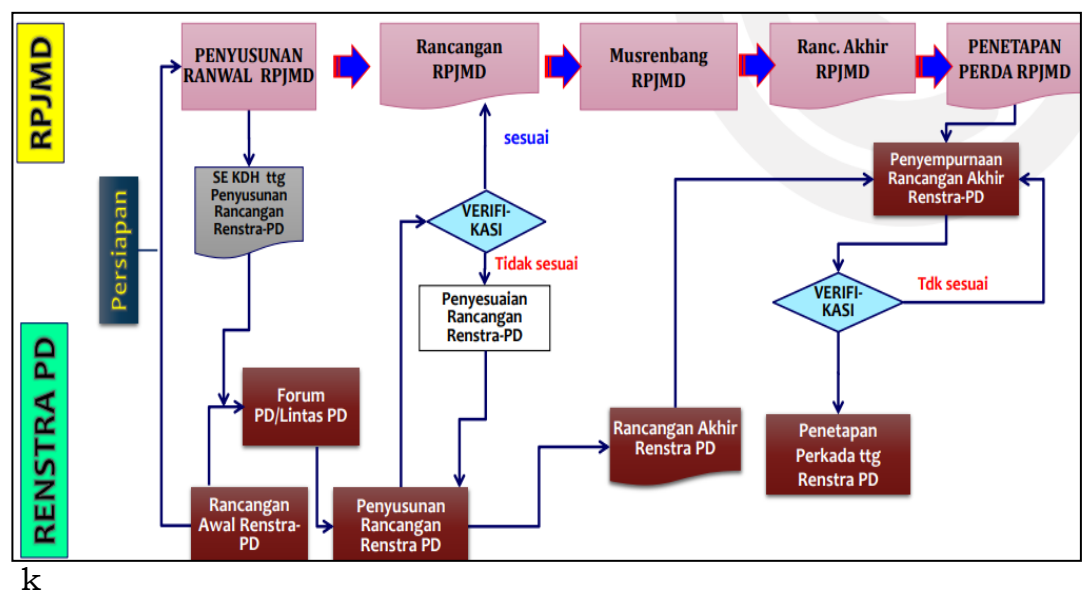 RPJMD
PENYUSUNAN
RANWAL RPJMD
Rancangan
RPJMD
Musrenbang
RPJMD
Ranc. Akhir
RPJMD
PENETAPAN
PERDA RPJMD
sesuai
SE KDH ttg
Penyusunan
Rancangan
Renstra-PD
Penyempurnaan
Rancangan Akhir
Renstra-PD
Persiapan
VERIFI-
KASI
Tidak sesuai
Penyesuaian
Rancangan
Renstra-PD
VERIFI-
KASI
Tdk sesuai
RENSTRA PD
Forum
PD/Lintas PD
Rancangan Akhir
Renstra PD
Penetapan
Perkada ttg
Renstra PD
Rancangan
Awal Renstra-
PD
Penyusunan
Rancangan
Renstra PD
k